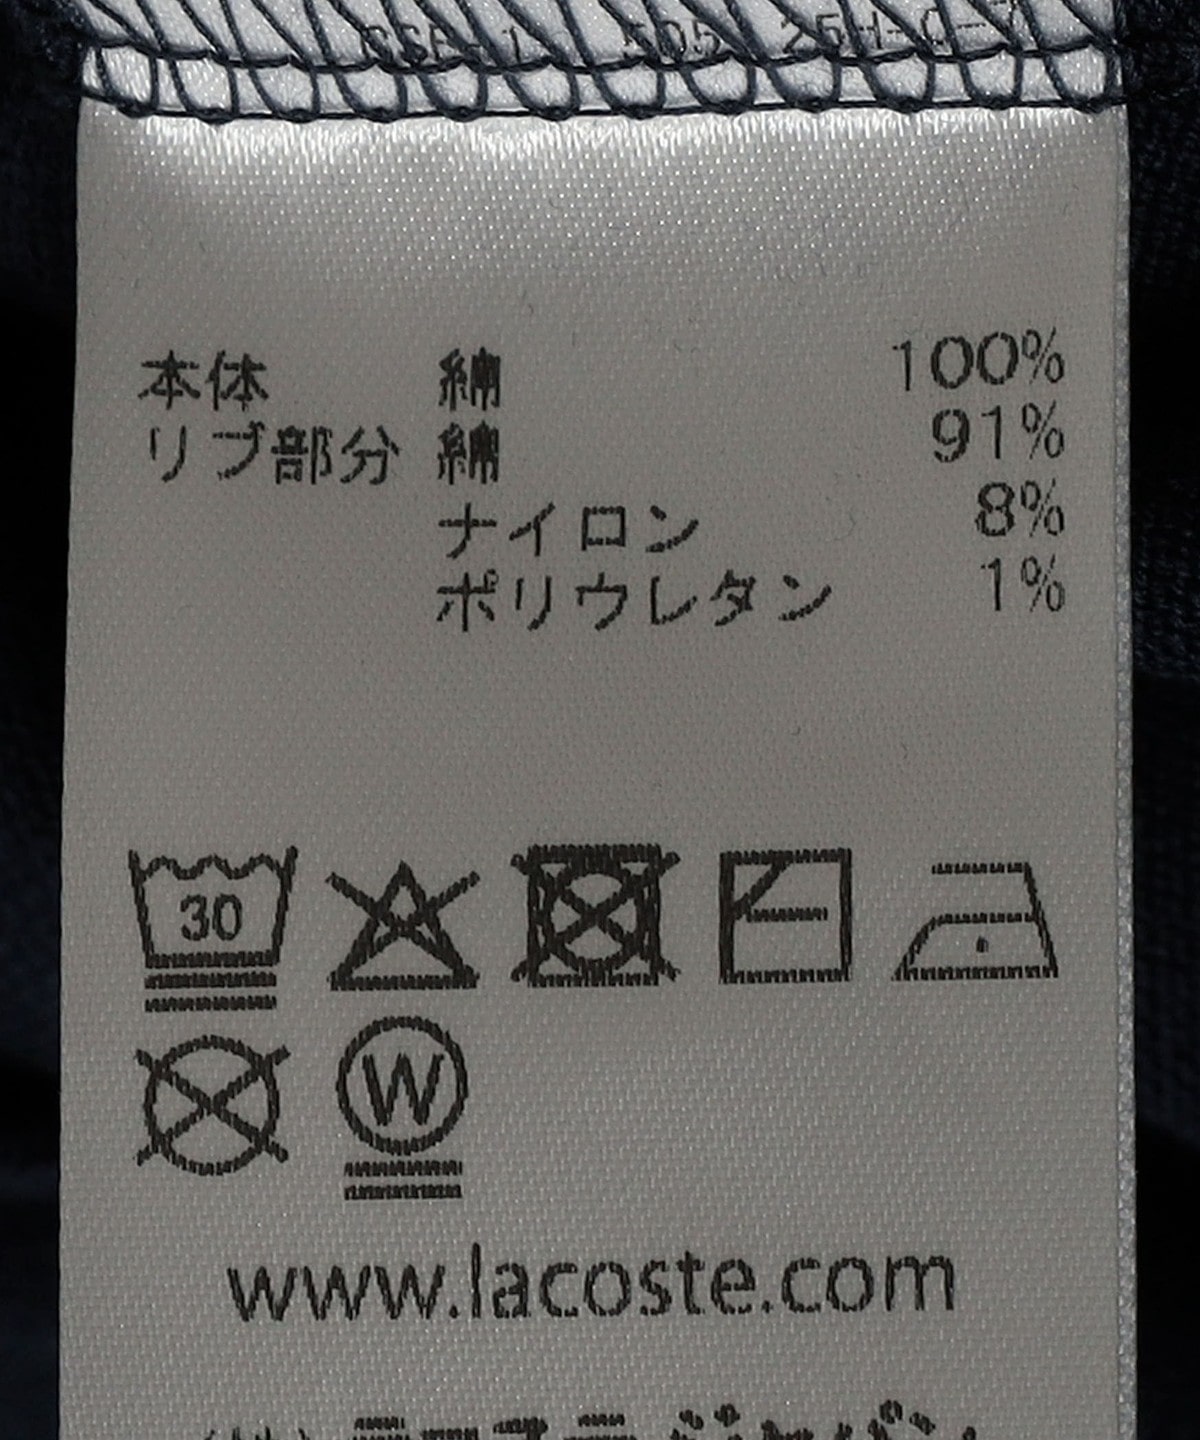 本体 綿 100%
リブ部分 綿 91%
ナイロン 8%
ポリウレタン 1%
30
W
www.lacoste.com